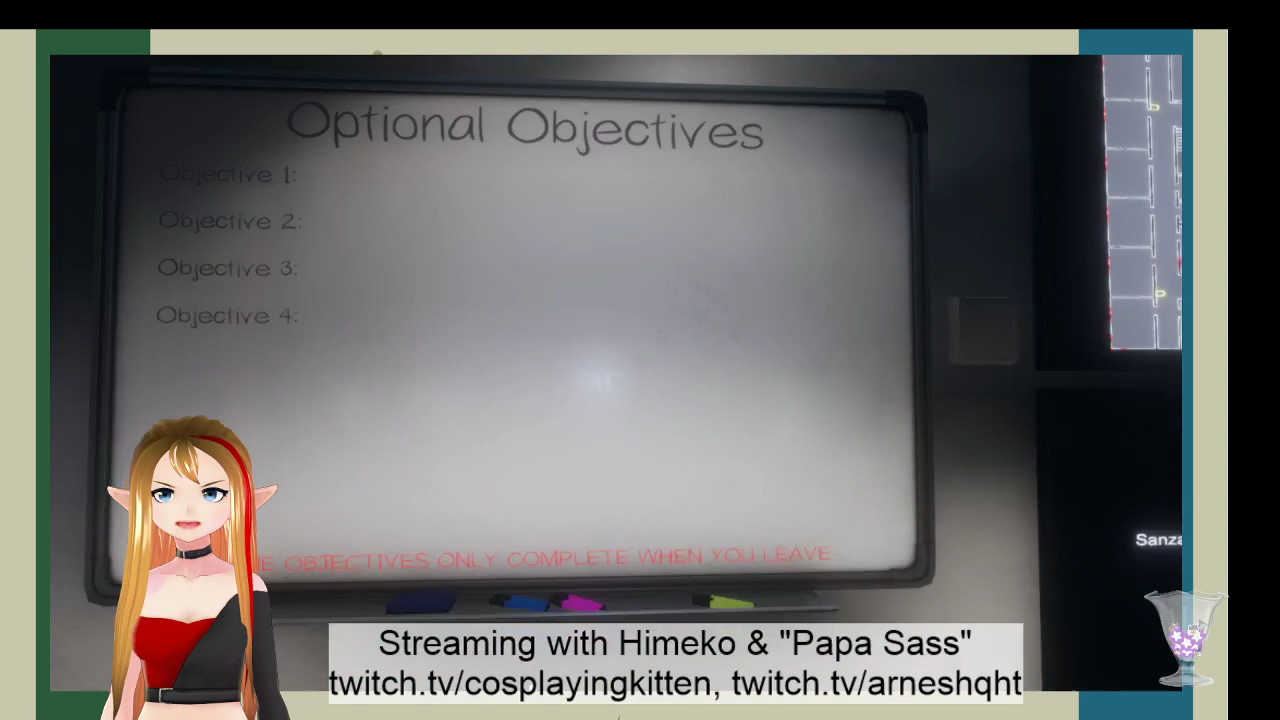 Optional Objectives
Objective 1:
Objective 2:
Objective 3:
Objective 4:
OBJECTIVES ONLY COMPLETE WHEN YOU LEAVE
P
P
Streaming with Himeko & "Papa Sass"
twitch.tv/cosplayingkitten, twitch.tv/arneshqht